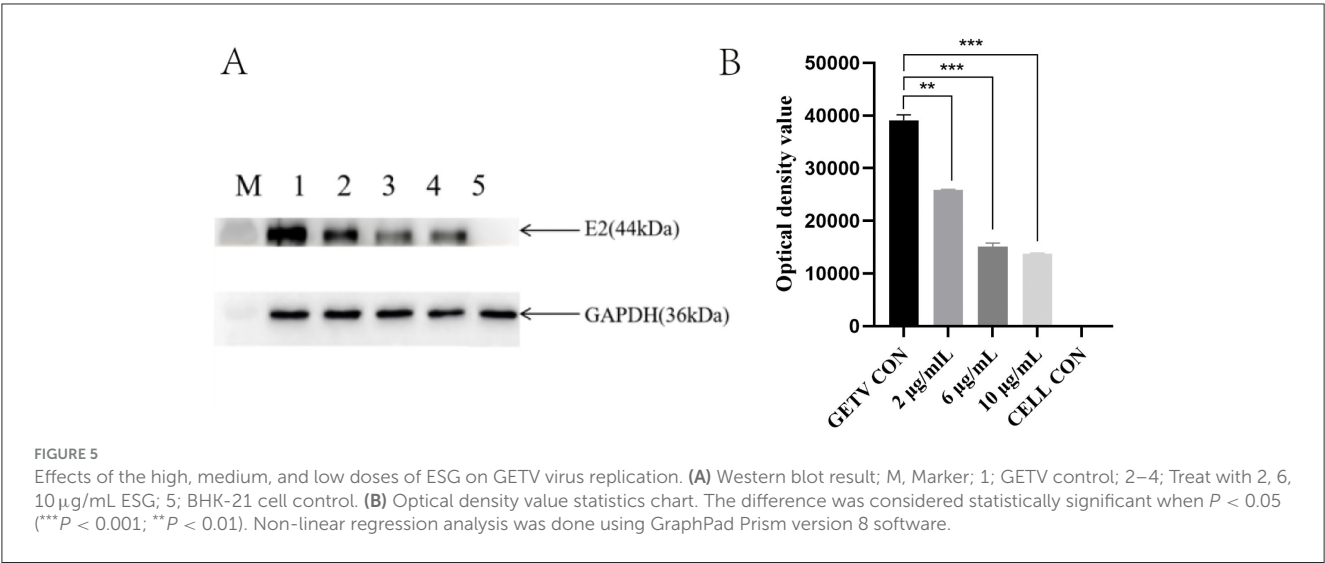 A
M 1 2 3 4 5
E2(44kDa)
GAPDH(36kDa)
B
***
***
**
50000
40000
30000
20000
10000
0
Optical density value
GETV CON
2 μg/mlL
6 μg/mL
10 μg/mL
CELL CON
FIGURE 5
Effects of the high, medium, and low doses of ESG on GETV virus replication. (A) Western blot result; M, Marker; 1; GETV control; 2–4; Treat with 2, 6,
10 μg/mL ESG; 5; BHK-21 cell control. (B) Optical density value statistics chart. The difference was considered statistically significant when P < 0.05
(***P < 0.001; **P < 0.01). Non-linear regression analysis was done using GraphPad Prism version 8 software.